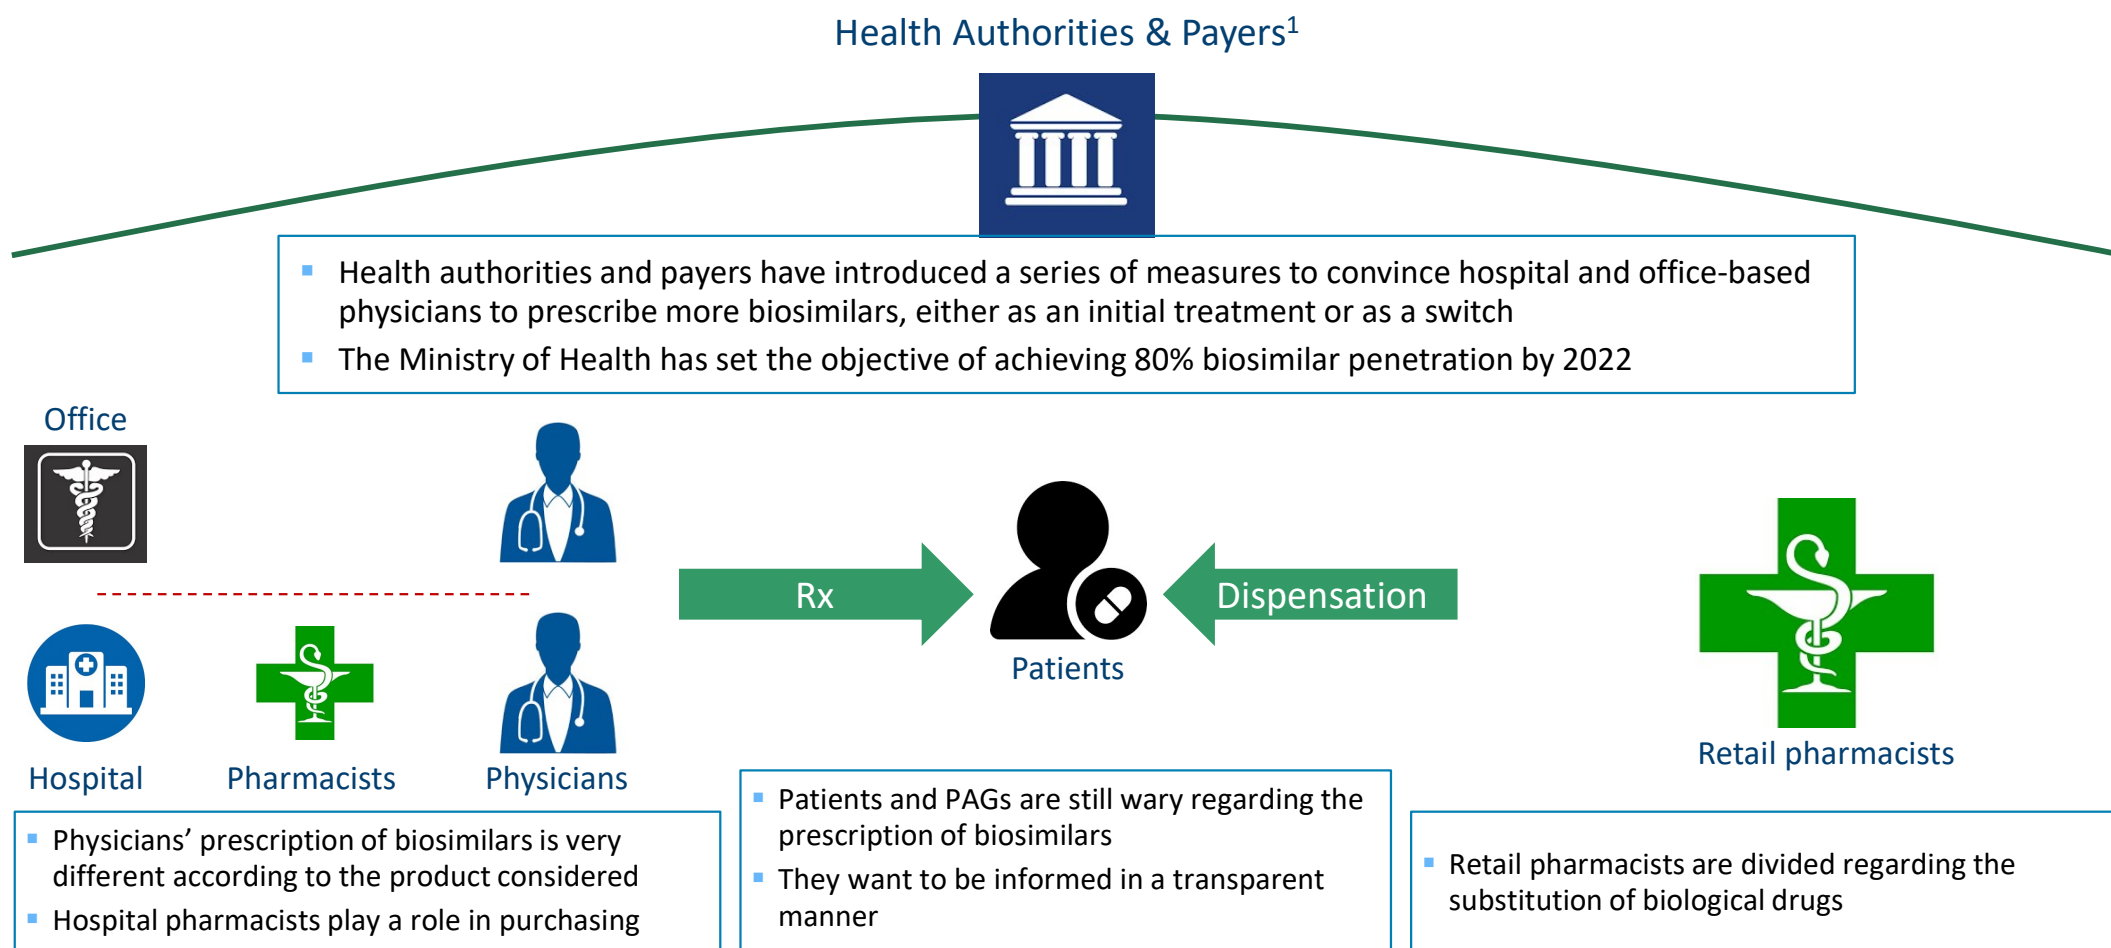 Health Authorities & Payers1
▪ Health authorities and payers have introduced a series of measures to convince hospital and office-based
physicians to prescribe more biosimilars, either as an initial treatment or as a switch
▪ The Ministry of Health has set the objective of achieving 80% biosimilar penetration by 2022
Office
Rx
Dispensation
Patients
Hospital
Pharmacists
Physicians
Retail pharmacists
▪ Physicians’ prescription of biosimilars is very
different according to the product considered
▪ Hospital pharmacists play a role in purchasing
▪ Patients and PAGs are still wary regarding the
prescription of biosimilars
▪ They want to be informed in a transparent
manner
▪ Retail pharmacists are divided regarding the
substitution of biological drugs